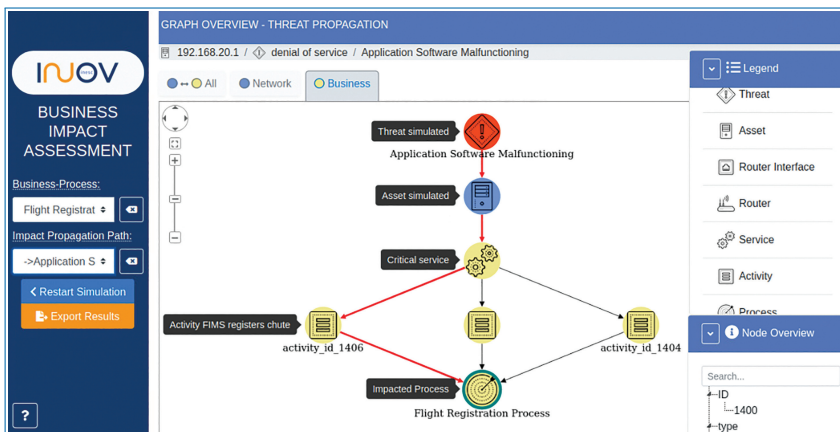 INOV
INESC
BUSINESS
IMPACT
ASSESSMENT
Business-Process:
Flight Registrat
Impact Propagation Path:
->Application S
Restart Simulation
Export Results
?
GRAPH OVERVIEW - THREAT PROPAGATION
192.168.20.1 / denial of service / Application Software Malfunctioning
All
Network
Business
Threat simulated
Application Software Malfunctioning
Asset simulated
Critical service
Activity FIMS registers chute
activity_id_1406
activity_id_1404
Impacted Process
Flight Registration Process
Legend
Threat
Asset
Router Interface
Router
Service
Activity
Process
Node Overview
Search...
ID
1400
type